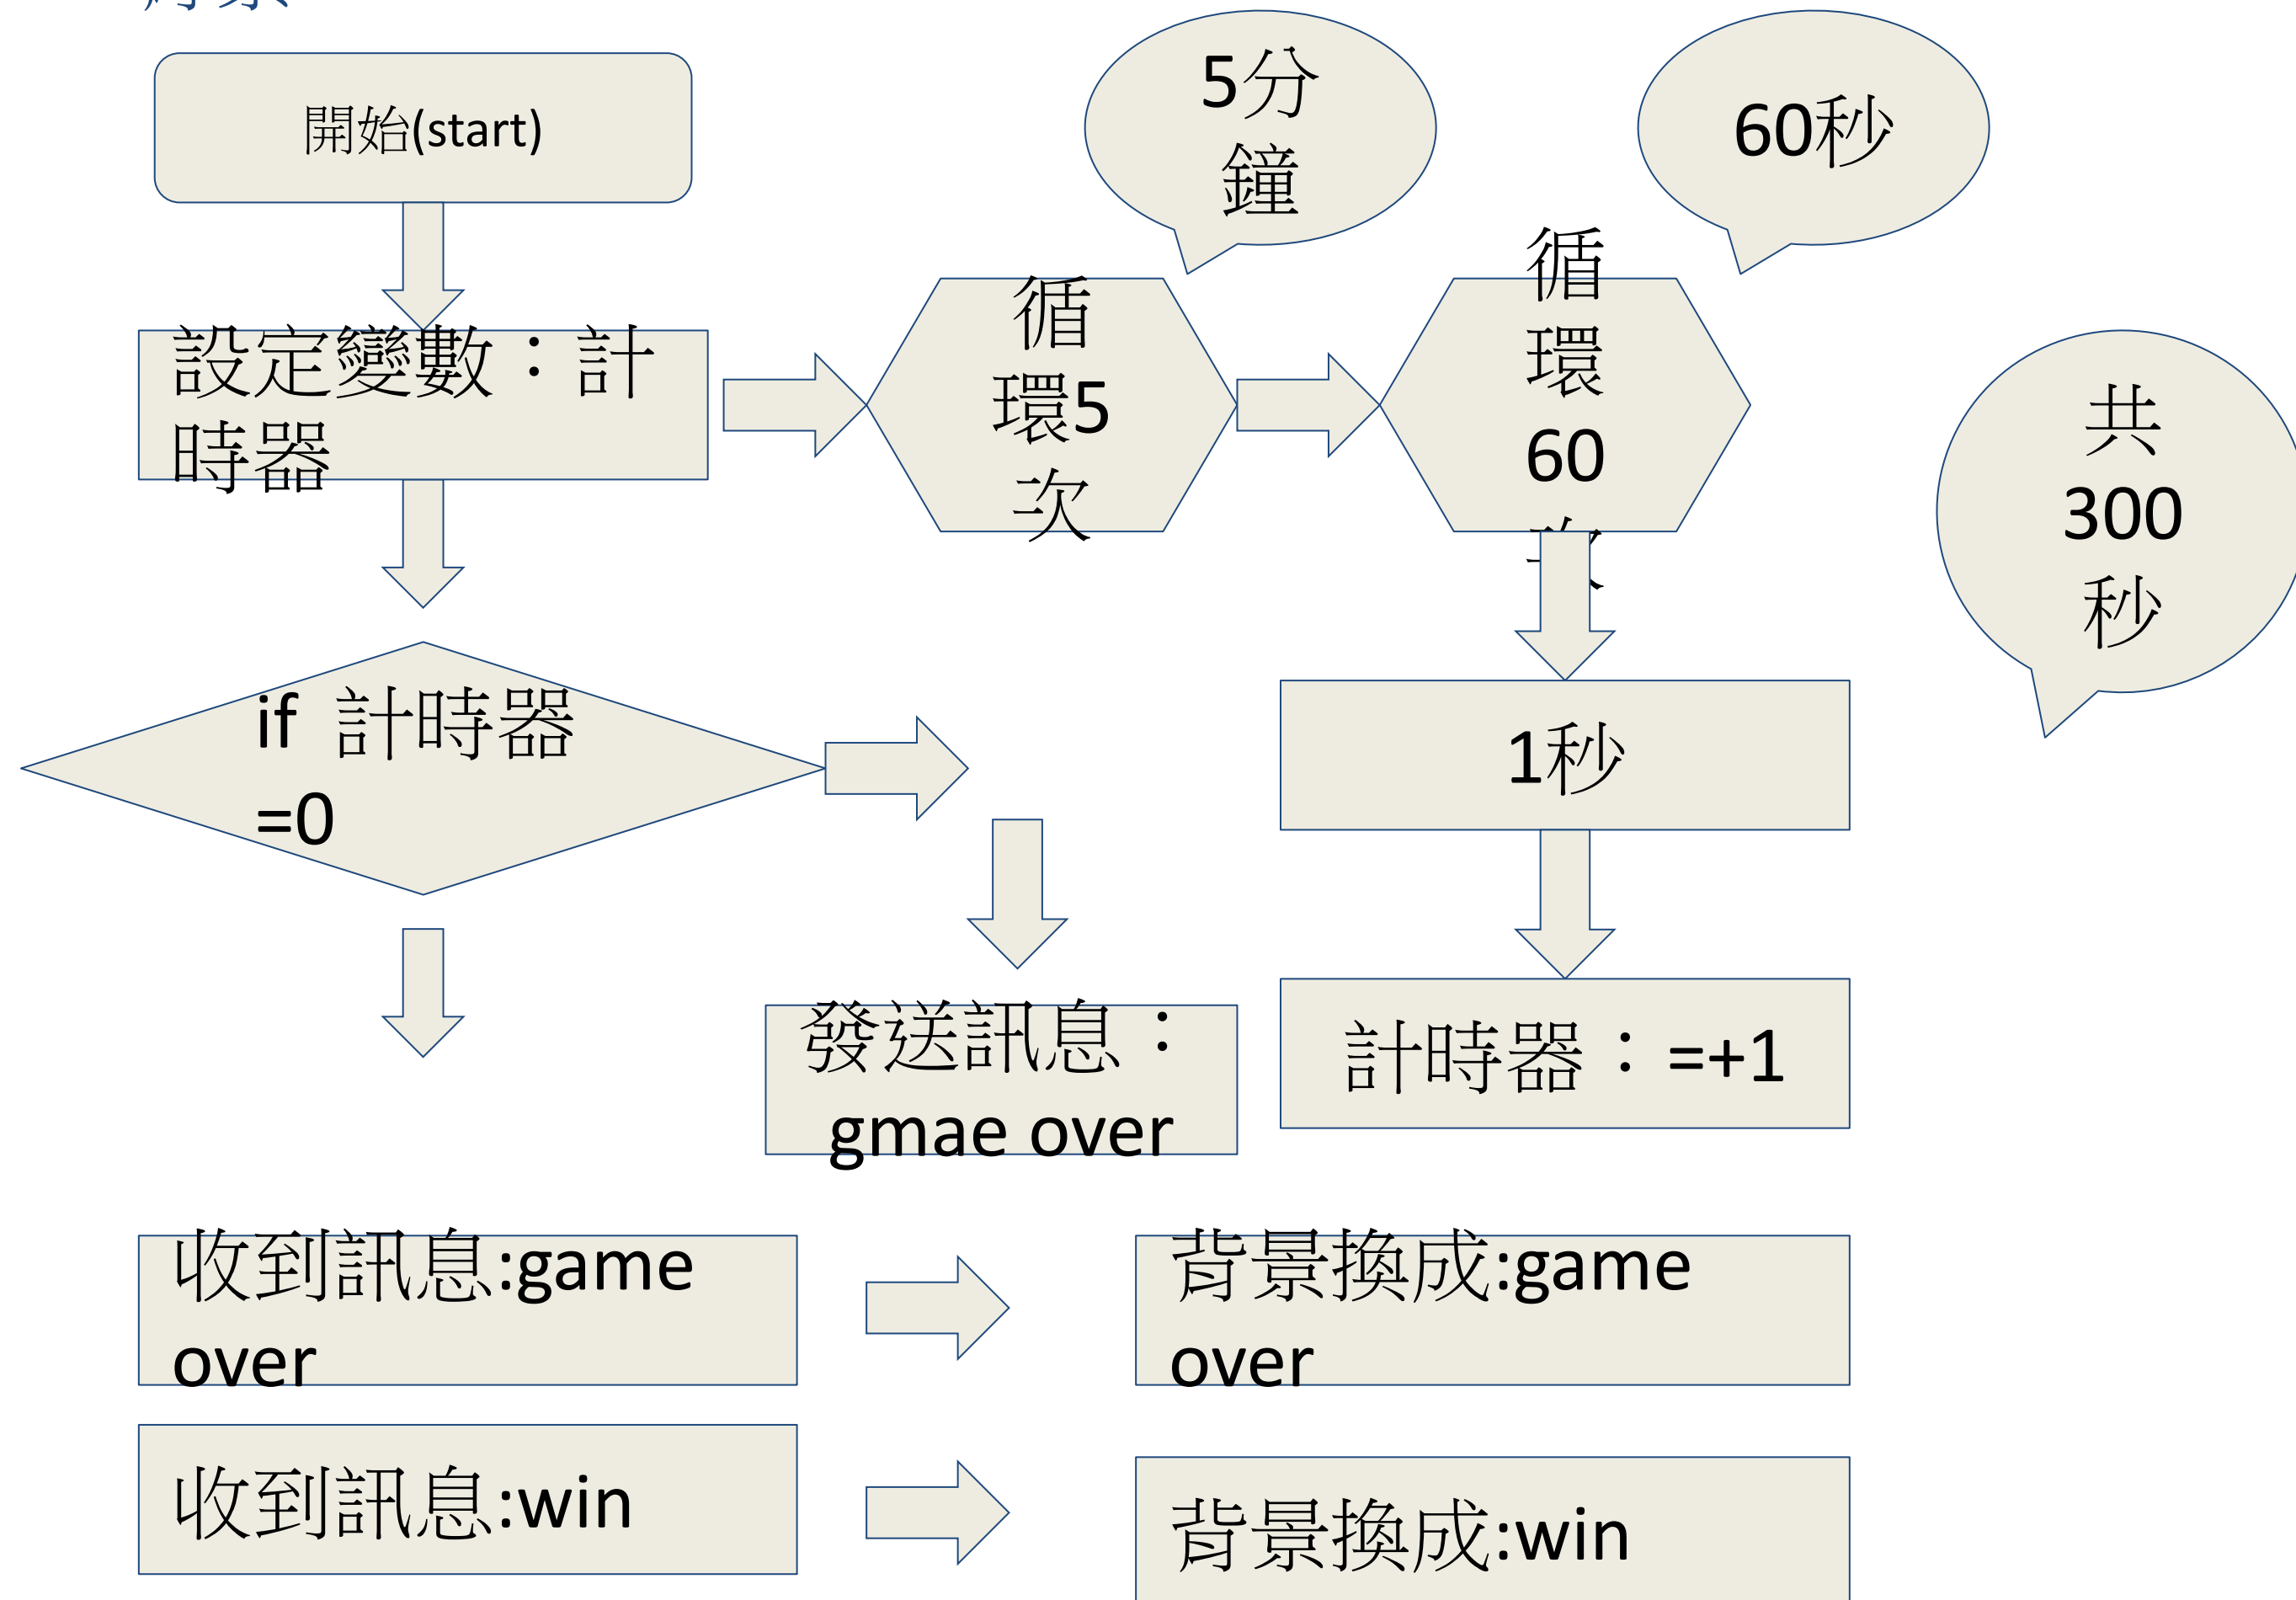 開始(start)
5分
鐘
60秒
設定變數：計
時器
循
環5
次
循
環
60
共
300
秒
if 計時器
=0
1秒
發送訊息：
gmae over
計時器：=+1
收到訊息:game
over
背景換成:game
over
收到訊息:win
背景換成:win